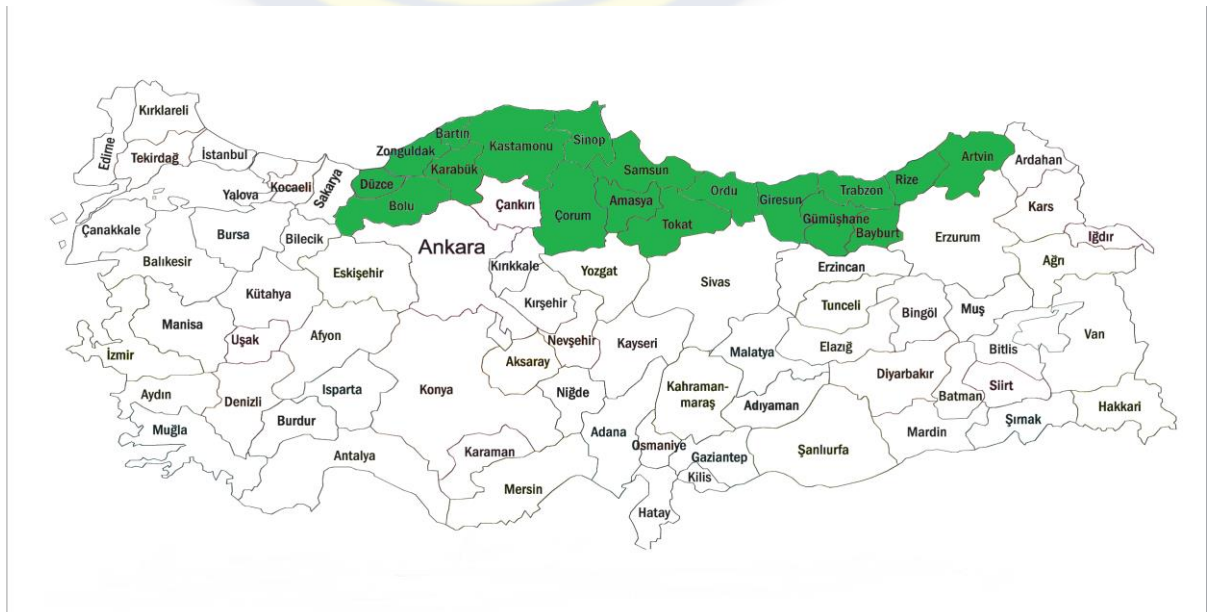 Kırklareli
Edirne
Tekirdağ
İstanbul
Yalova
Kocaeli
Sakarya
Zonguldak
Bartın
Kastamonu
Sinop
Karabük
Düzce
Bolu
Çankırı
Çorum
Samsun
Amasya
Tokat
Ordu
Giresun
Trabzon
Gümüşhane
Bayburt
Rize
Artvin
Ardahan
Kars
Iğdır
Erzurum
Ağrı
Çanakkale
Bursa
Bilecik
Balıkesir
Eskişehir
Ankara
Kırıkkale
Yozgat
Sivas
Erzincan
Kütahya
Kırşehir
Tunceli
Bingöl
Muş
Van
Manisa
Uşak
Afyon
Nevşehir
Kayseri
Malatya
Elazığ
Bitlis
İzmir
Aksaray
Diyarbakır
Siirt
Aydın
Denizli
Isparta
Konya
Niğde
Kahraman-
maraş
Adıyaman
Batman
Hakkari
Muğla
Burdur
Adana
Osmaniye
Gaziantep
Şanlıurfa
Mardin
Şırnak
Antalya
Karaman
Mersin
Kilis
Hatay